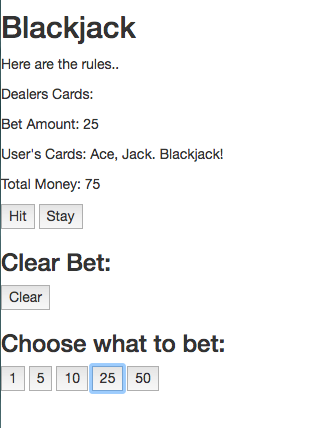 Blackjack
Here are the rules..
Dealers Cards:
Bet Amount: 25
User's Cards: Ace, Jack. Blackjack!
Total Money: 75
Hit Stay
Clear Bet:
Clear
Choose what to bet:
1 5 10 25 50